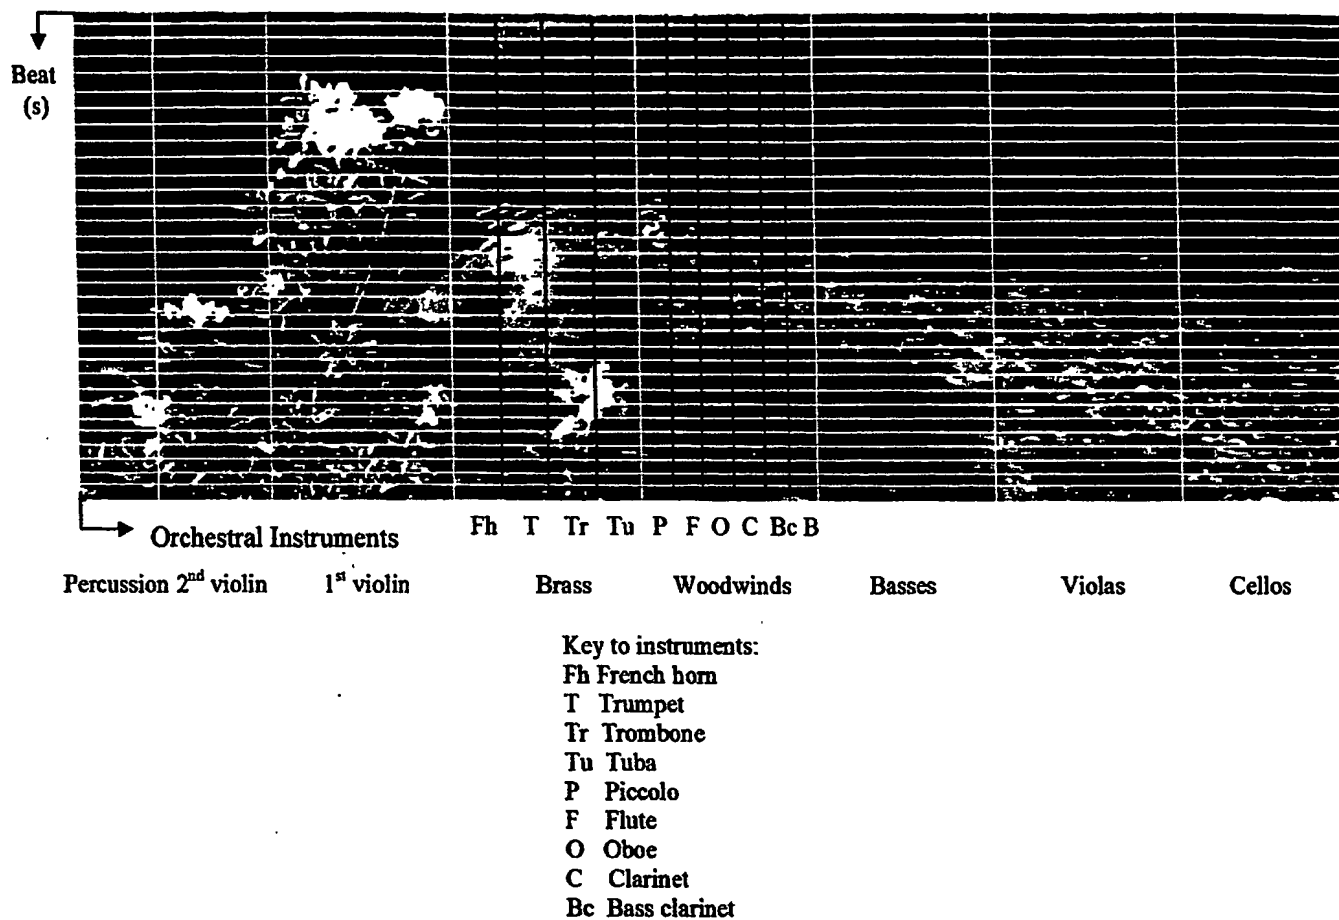 Beat
(s)
Fh T Tr Tu P F O C Bc B
Orchestral Instruments
Percussion 2nd violin 1st violin Brass Woodwinds Basses Violas Cellos
Key to instruments:
Fh French horn
T Trumpet
Tr Trombone
Tu Tuba
P Piccolo
F Flute
O Oboe
C Clarinet
Bc Bass clarinet